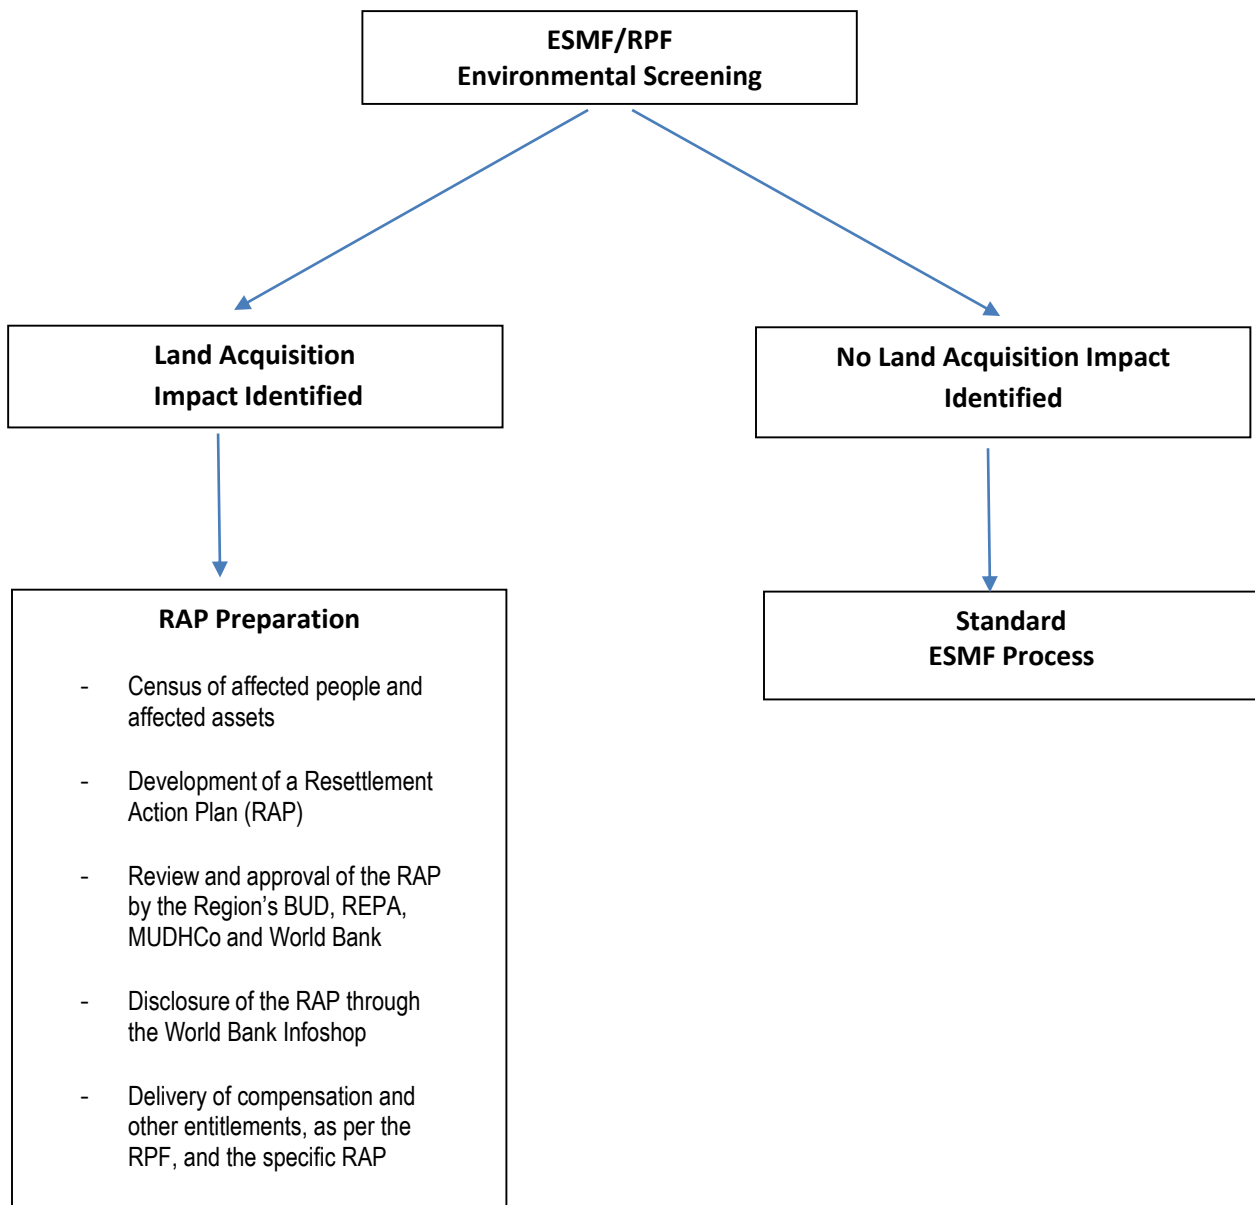 ESMF/RPF
Environmental Screening
Land Acquisition
Impact Identified
No Land Acquisition Impact
Identified
RAP Preparation
- Census of affected people and
affected assets
- Development of a Resettlement
Action Plan (RAP)
- Review and approval of the RAP
by the Region’s BUD, REPA,
MUDHCo and World Bank
- Disclosure of the RAP through
the World Bank Infoshop
- Delivery of compensation and
other entitlements, as per the
RPF, and the specific RAP
Standard
ESMF Process